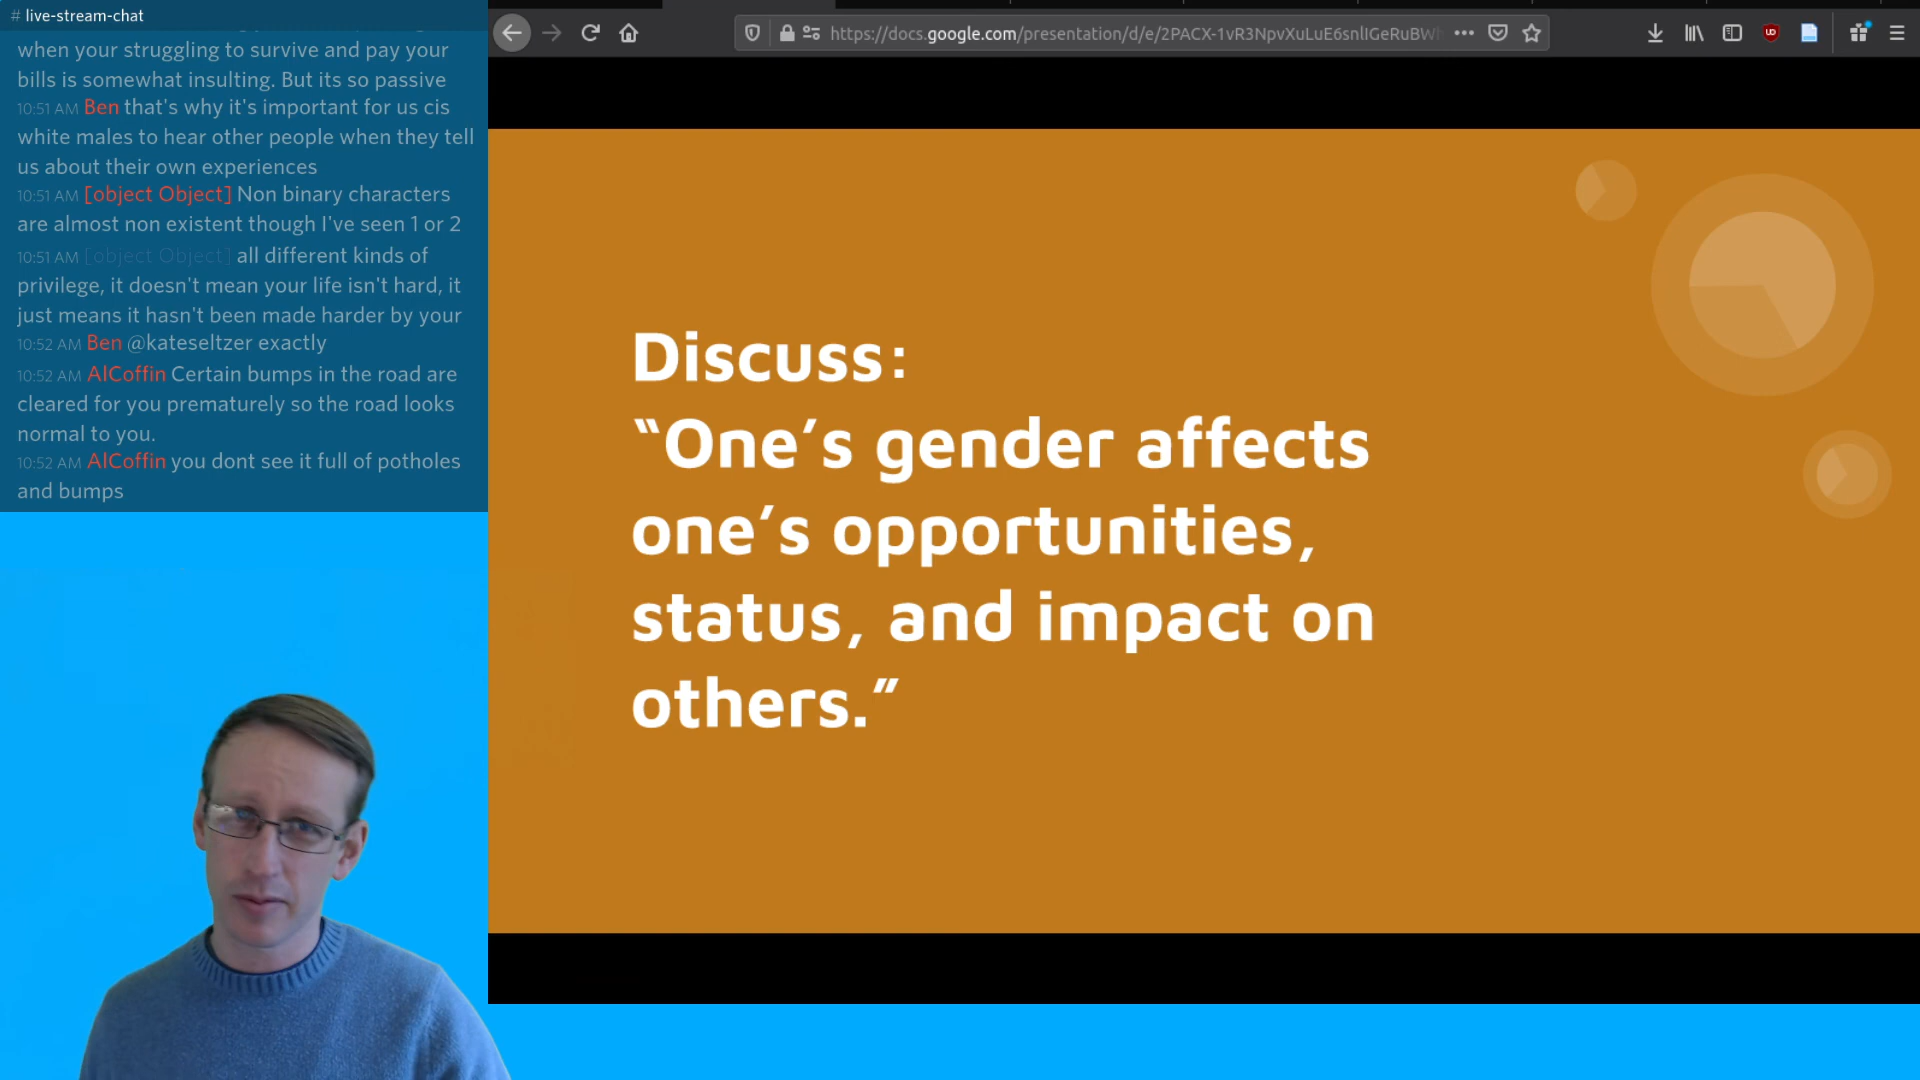 # live-stream-chat
when your struggling to survive and pay your
bills is somewhat insulting. But its so passive
10:51 AM Ben that's why it's important for us cis
white males to hear other people when they tell
us about their own experiences
10:51 AM [object Object] Non binary characters
are almost non existent though I've seen 1 or 2
10:51 AM [object Object] all different kinds of
privilege, it doesn't mean your life isn't hard, it
just means it hasn't been made harder by your
10:52 AM Ben @kateseltzer exactly
10:52 AM AlCoffin Certain bumps in the road are
cleared for you prematurely so the road looks
normal to you.
10:52 AM AlCoffin you dont see it full of potholes
and bumps
https://docs.google.com/presentation/d/e/2PACX-1vR3NpvXuLuE6snlIGeRuBW
Discuss:
“One’s gender affects
one’s opportunities,
status, and impact on
others.”